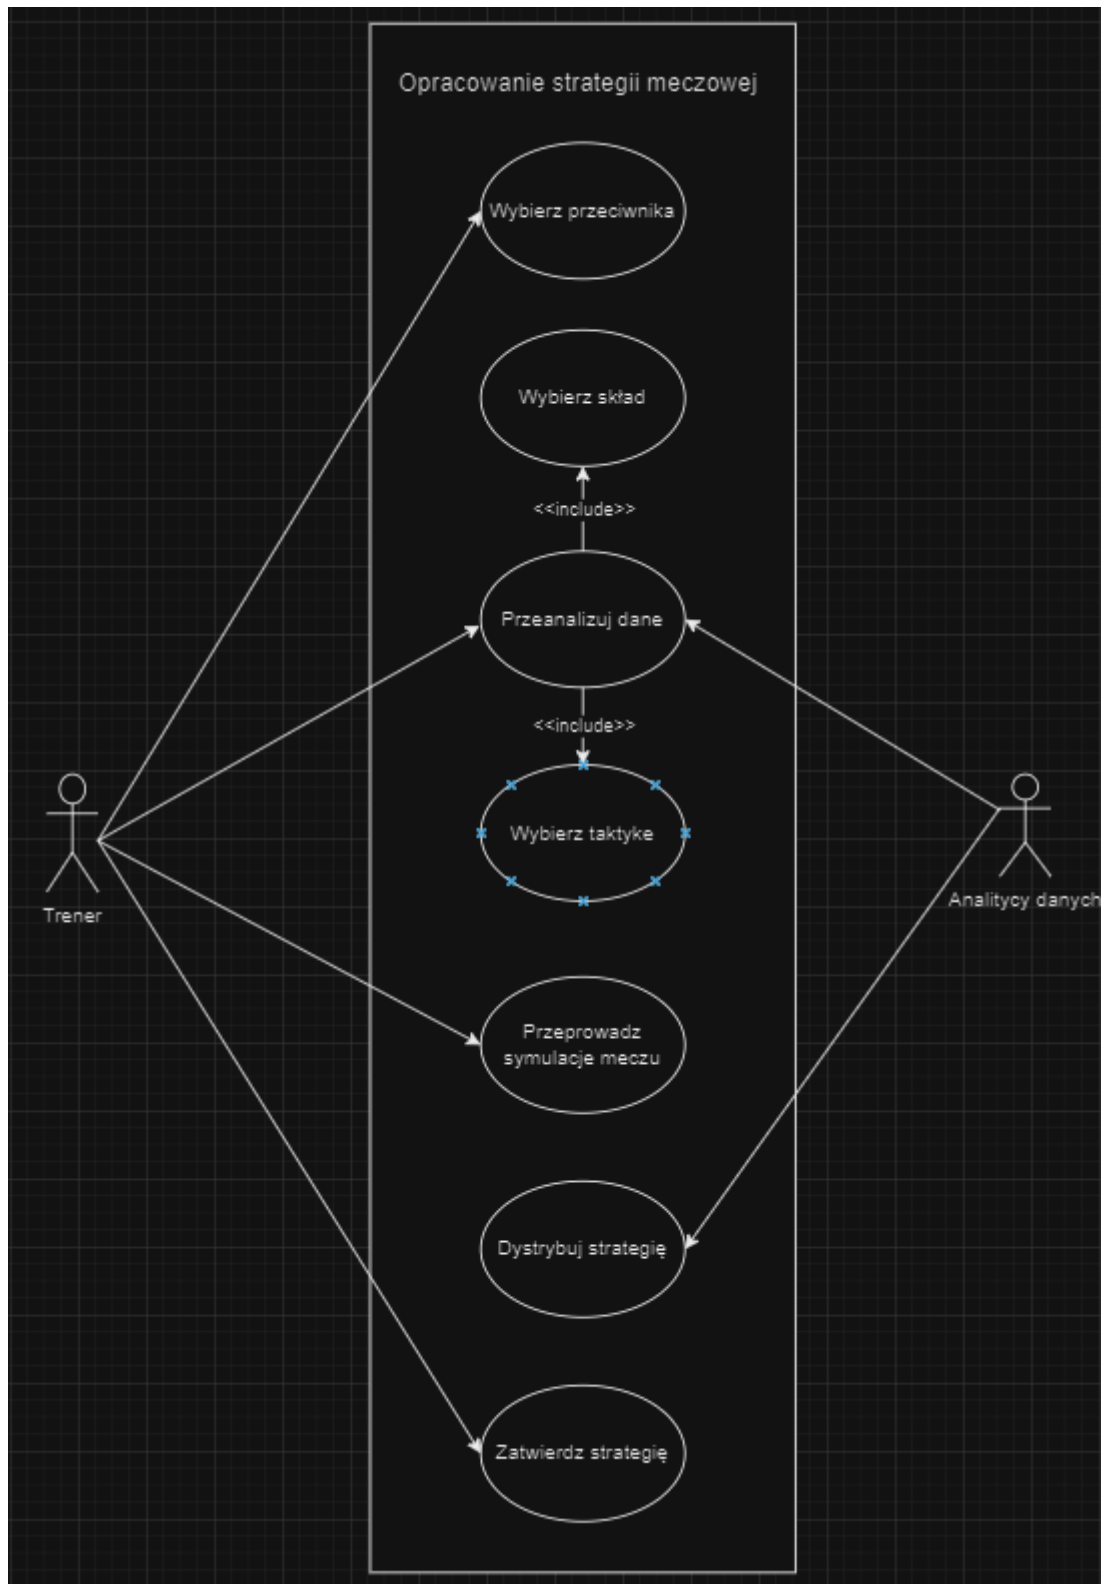 Opracowanie strategii meczowej
Wybierz przeciwnika
Wybierz skład
<<include>>
Przeanalizuj dane
<<include>>
Wybierz taktyke
Trener
Analitycy danych
Przeprowadz
symulacje meczu
Dystrybuj strategię
Zatwierdz strategię